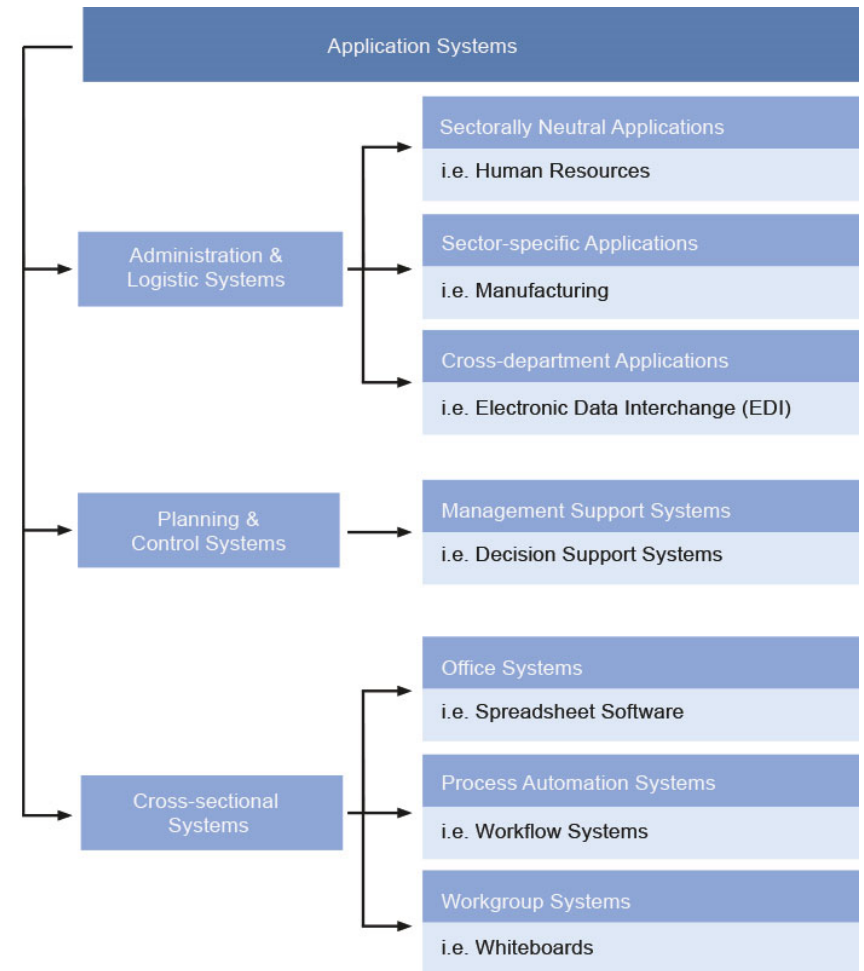 Application Systems
Sectorally Neutral Applications
i.e. Human Resources
Administration &
Logistic Systems
Sector-specific Applications
i.e. Manufacturing
Cross-department Applications
i.e. Electronic Data Interchange (EDI)
Planning &
Control Systems
Management Support Systems
i.e. Decision Support Systems
Office Systems
i.e. Spreadsheet Software
Cross-sectional
Systems
Process Automation Systems
i.e. Workflow Systems
Workgroup Systems
i.e. Whiteboards